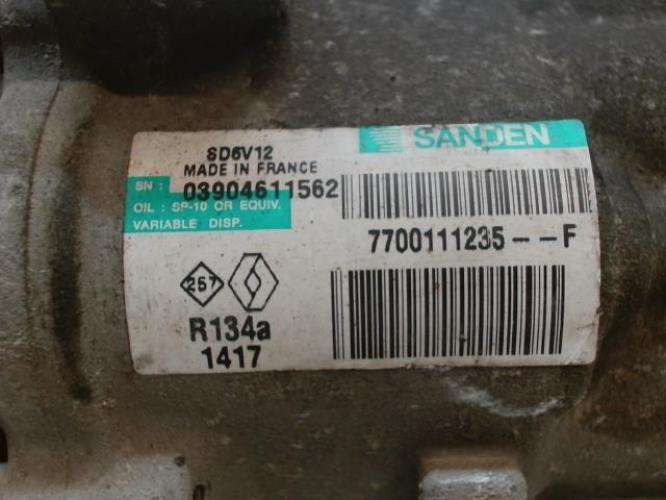 SANDEN
SD6V12
MADE IN FRANCE
SN : 03904611562
OIL : SP-10 OR EQUIV.
VARIABLE DISP.
7700111235--F
257
R134a
1417